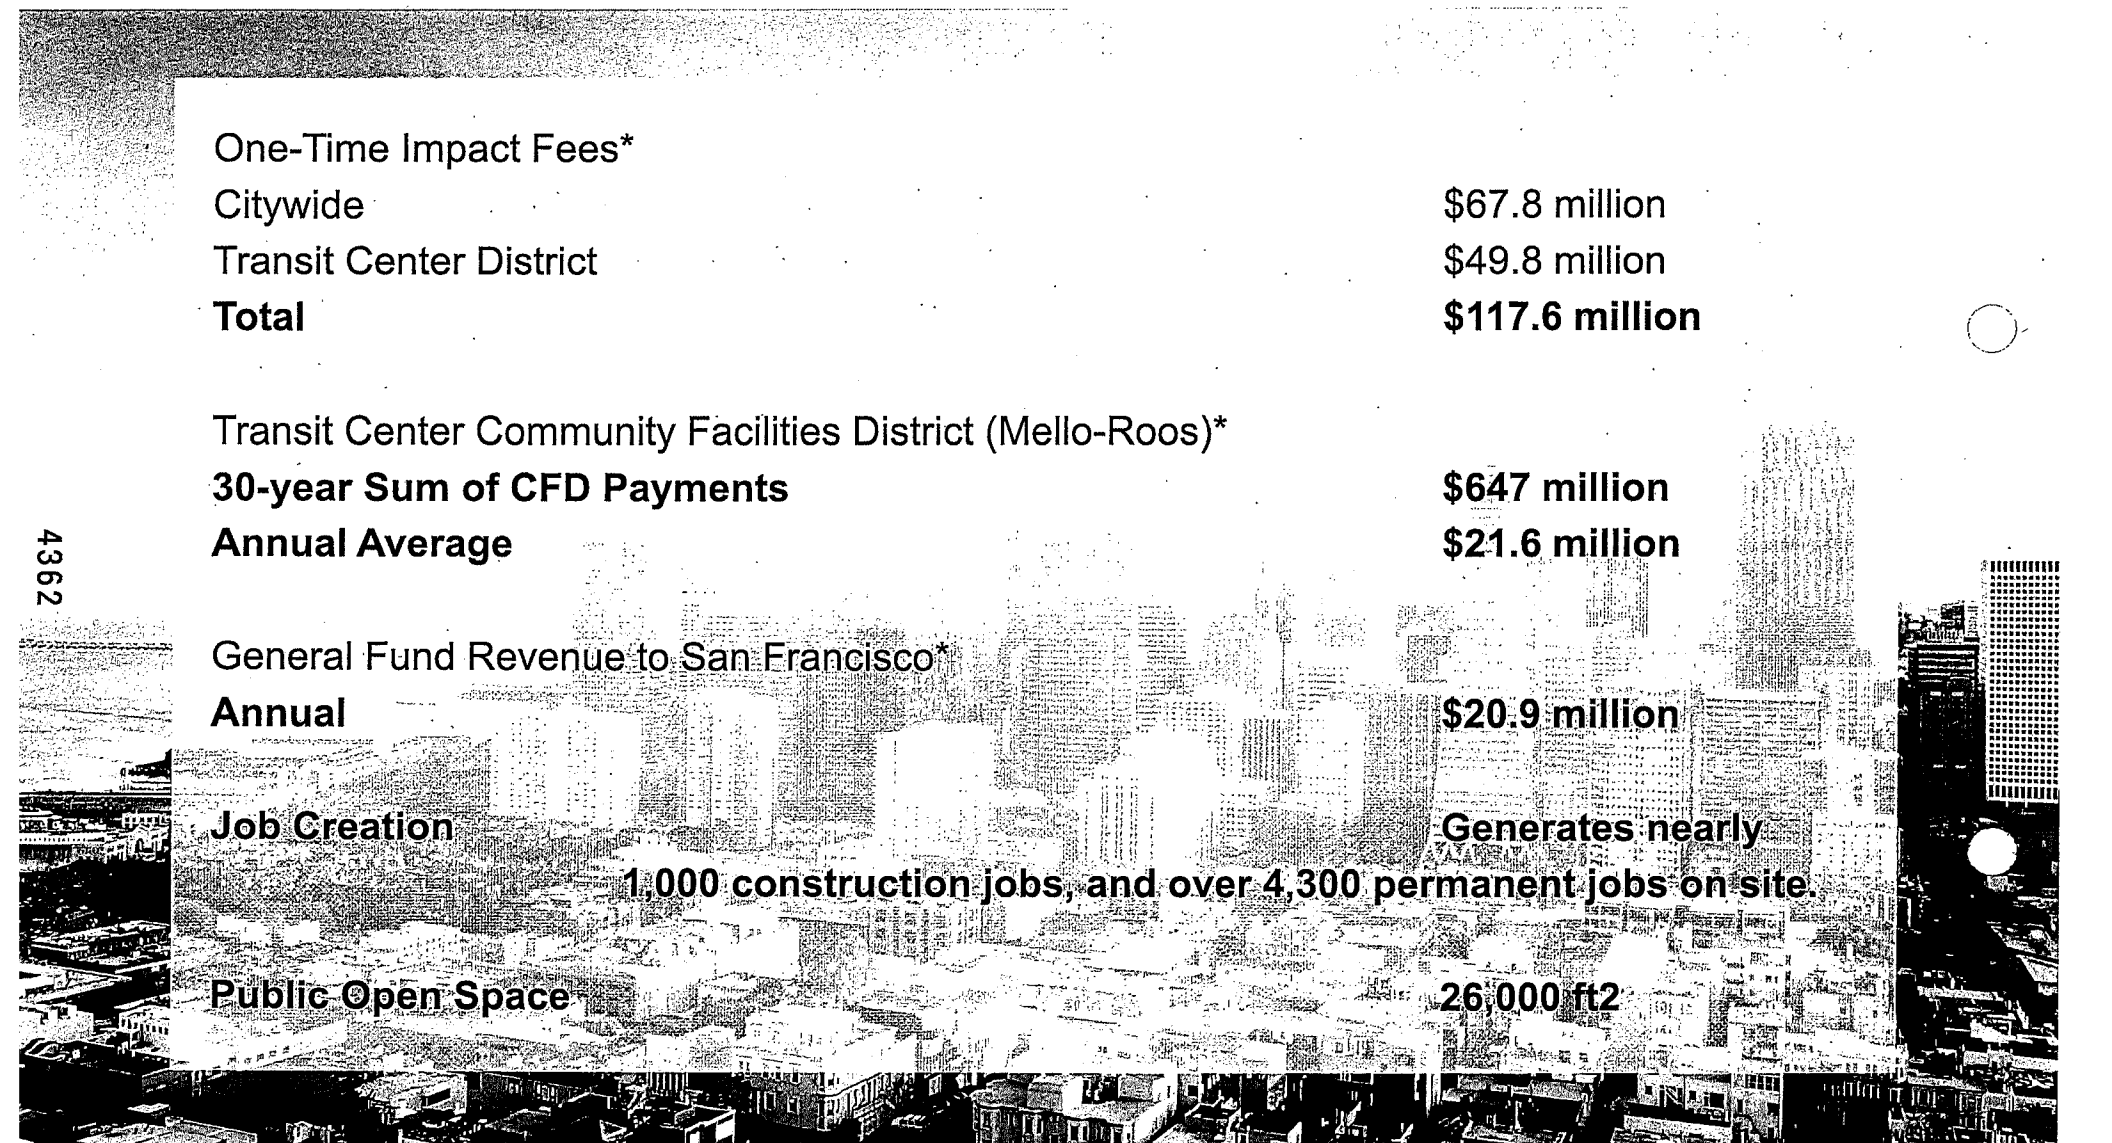 One-Time Impact Fees*
Citywide $67.8 million
Transit Center District $49.8 million
Total $117.6 million
Transit Center Community Facilities District (Mello-Roos)*
30-year Sum of CFD Payments $647 million
Annual Average $21.6 million
4362
General Fund Revenue to San Francisco*
Annual $20.9 million
Job Creation Generates nearly
1,000 construction jobs, and over 4,300 permanent jobs on site.
Public Open Space 26,000 ft2